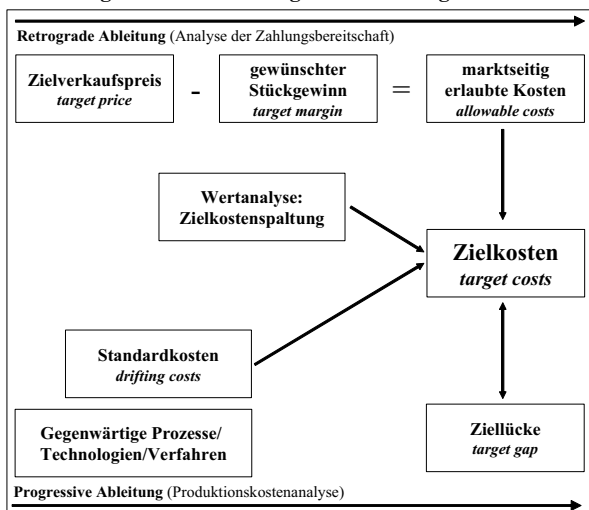 Retrograde Ableitung (Analyse der Zahlungsbereitschaft)
Zielverkaufspreis
target price
-
gewünschter
Stückgewinn
target margin
=
marktseitig
erlaubte Kosten
allowable costs
Wertanalyse:
Zielkostenspaltung
Zielkosten
target costs
Standardkosten
drifting costs
Gegenwärtige Prozesse/
Technologien/Verfahren
Ziellücke
target gap
Progressive Ableitung (Produktionskostenanalyse)